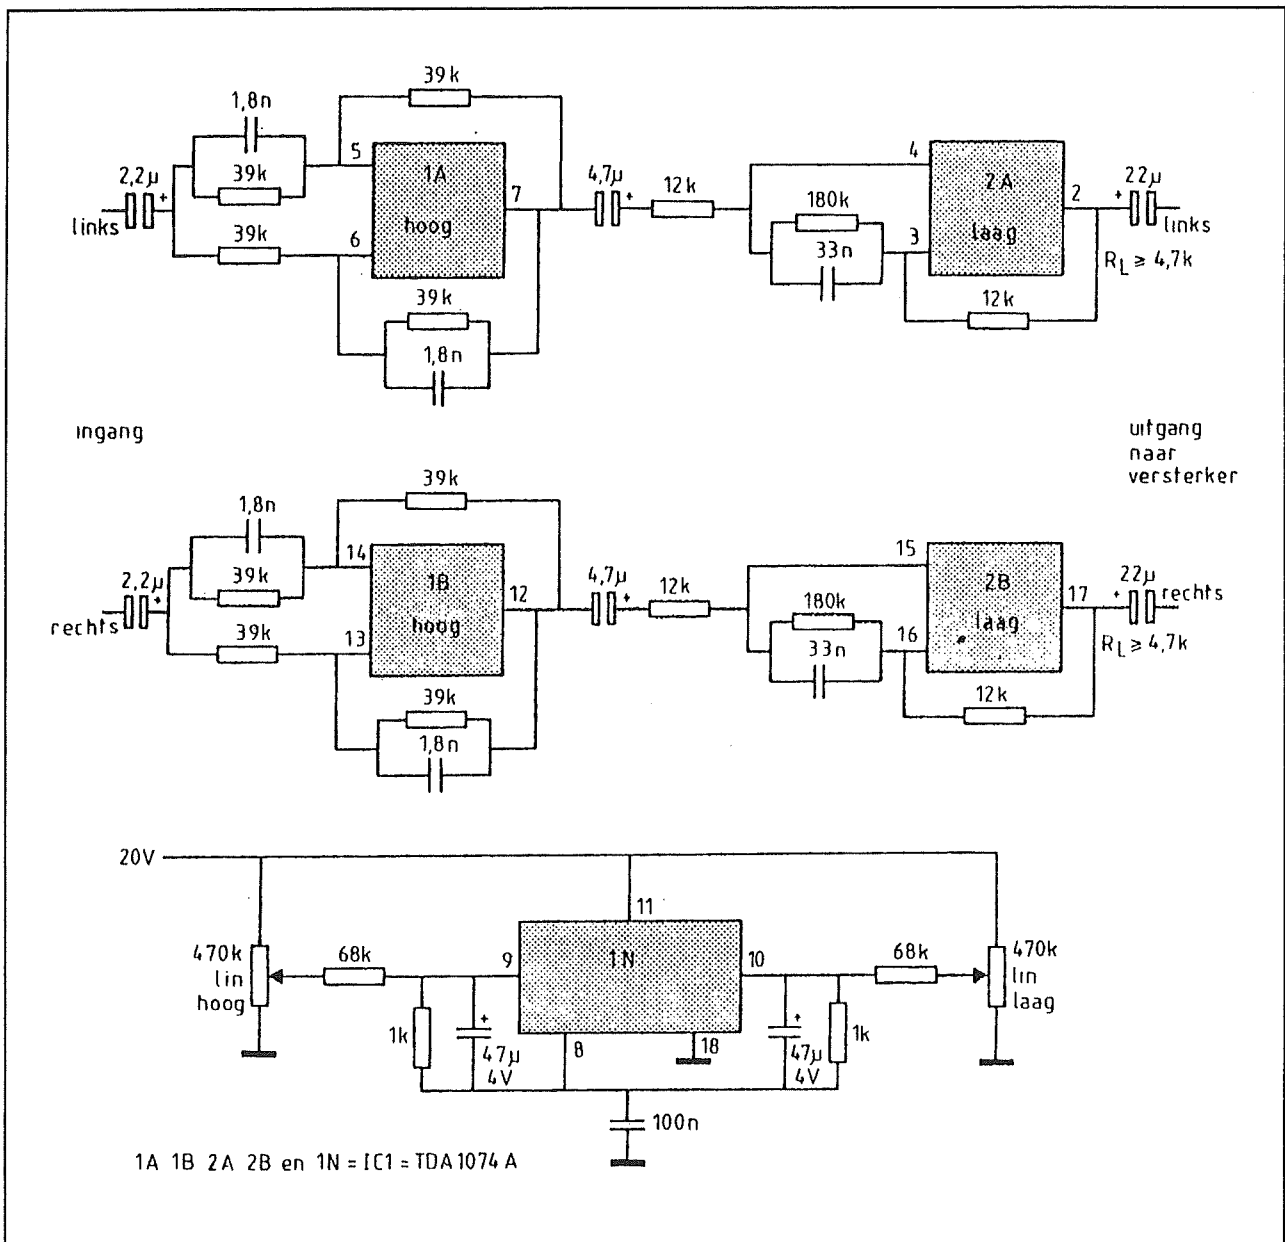 39k
1,8n
5
1A
hoog
7
39k
2,2µ
+
links
39k
6
39k
1,8n
4,7µ
+
12k
4
2A
laag
2
180k
3
33n
12k
+
22µ
links
RL ≥ 4,7k
ingang
uitgang
naar
versterker
39k
1,8n
14
1B
hoog
12
39k
2,2µ
+
rechts
39k
13
39k
1,8n
4,7µ
+
12k
15
2B
laag
17
180k
16
33n
12k
+
22µ
rechts
RL ≥ 4,7k
20V
11
470k
lin
hoog
68k
9
1N
10
68k
470k
lin
laag
1k
+
47µ
4V
8
18
+
47µ
4V
1k
100n
1A 1B 2A 2B en 1N = IC1 = TDA1074A